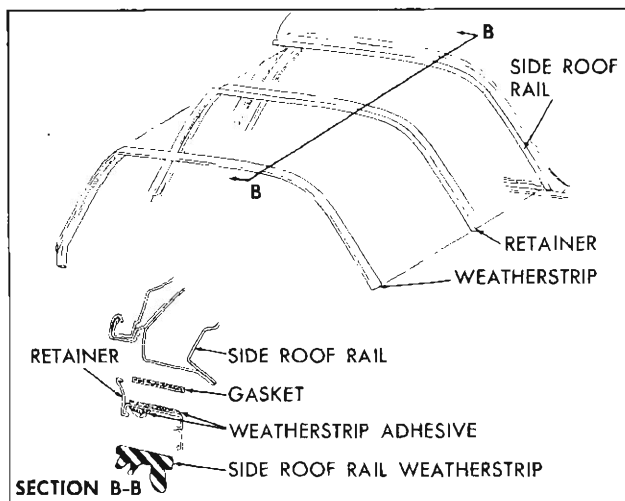 B
SIDE ROOF
RAIL
B
RETAINER
WEATHERSTRIP
RETAINER
SIDE ROOF RAIL
GASKET
WEATHERSTRIP ADHESIVE
SIDE ROOF RAIL WEATHERSTRIP
SECTION B-B